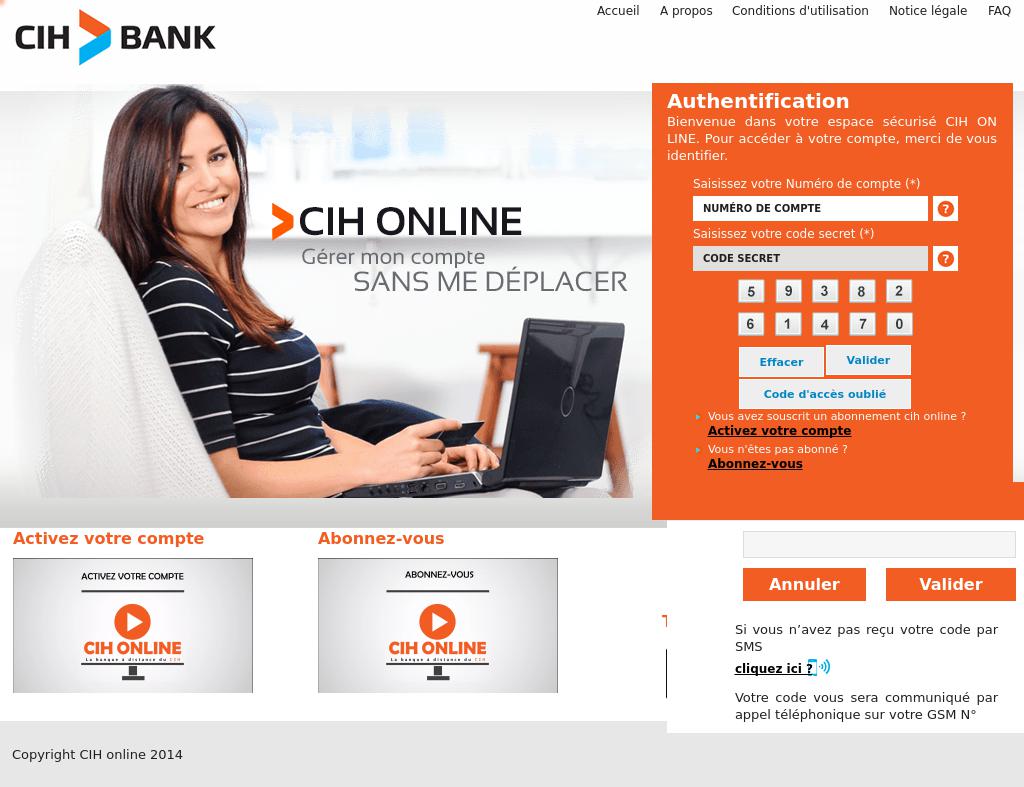 Accueil A propos Conditions d'utilisation Notice légale FAQ
CIH BANK
Authentification
Bienvenue dans votre espace sécurisé CIH ON
LINE. Pour accéder à votre compte, merci de vous
identifier.
Saisissez votre Numéro de compte (*)
NUMÉRO DE COMPTE ?
Saisissez votre code secret (*)
CODE SECRET ?
5 9 3 8 2
6 1 4 7 0
Effacer Valider
Code d'accès oublié
Vous avez souscrit un abonnement cih online ?
Activez votre compte
Vous n'êtes pas abonné ?
Abonnez-vous
CIH ONLINE
Gérer mon compte
SANS ME DÉPLACER
Activez votre compte
ACTIVEZ VOTRE COMPTE
CIH ONLINE
La banque à distance du CIH
Abonnez-vous
ABONNEZ-VOUS
CIH ONLINE
La banque à distance du CIH
Annuler Valider
Si vous n’avez pas reçu votre code par
SMS
cliquez ici ?
Votre code vous sera communiqué par
appel téléphonique sur votre GSM N°
Copyright CIH online 2014